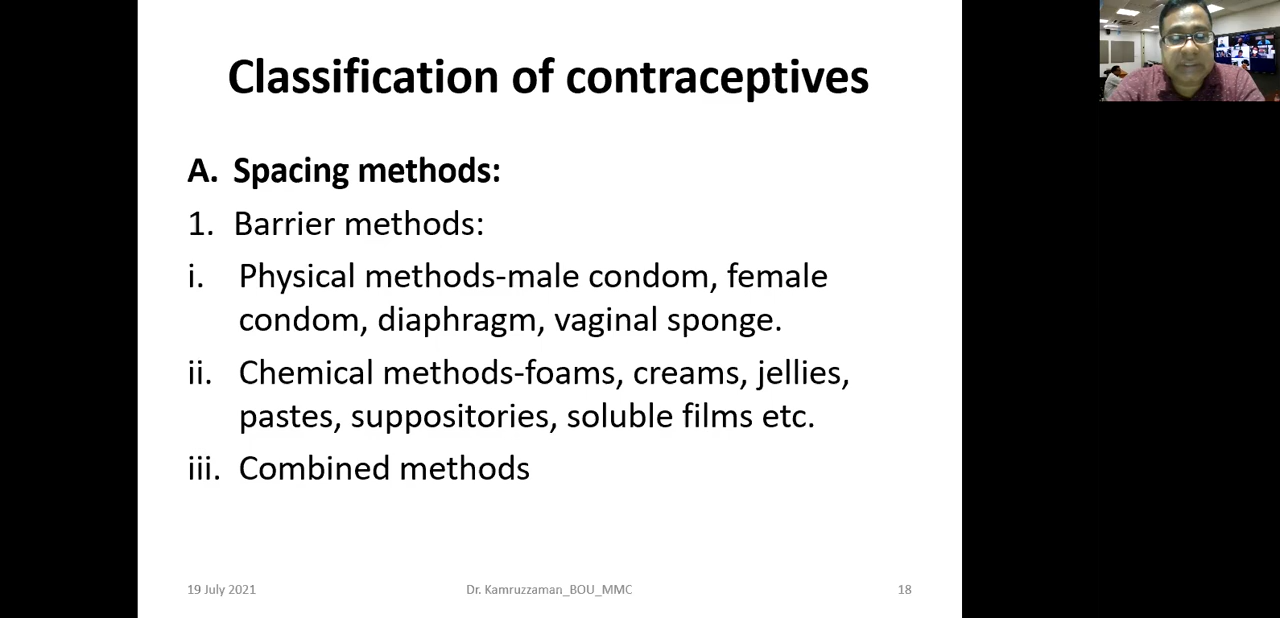 Classification of contraceptives
A. Spacing methods:
1. Barrier methods:
i. Physical methods-male condom, female
condom, diaphragm, vaginal sponge.
ii. Chemical methods-foams, creams, jellies,
pastes, suppositories, soluble films etc.
iii. Combined methods
19 July 2021 Dr. Kamruzzaman_BOU_MMC 18